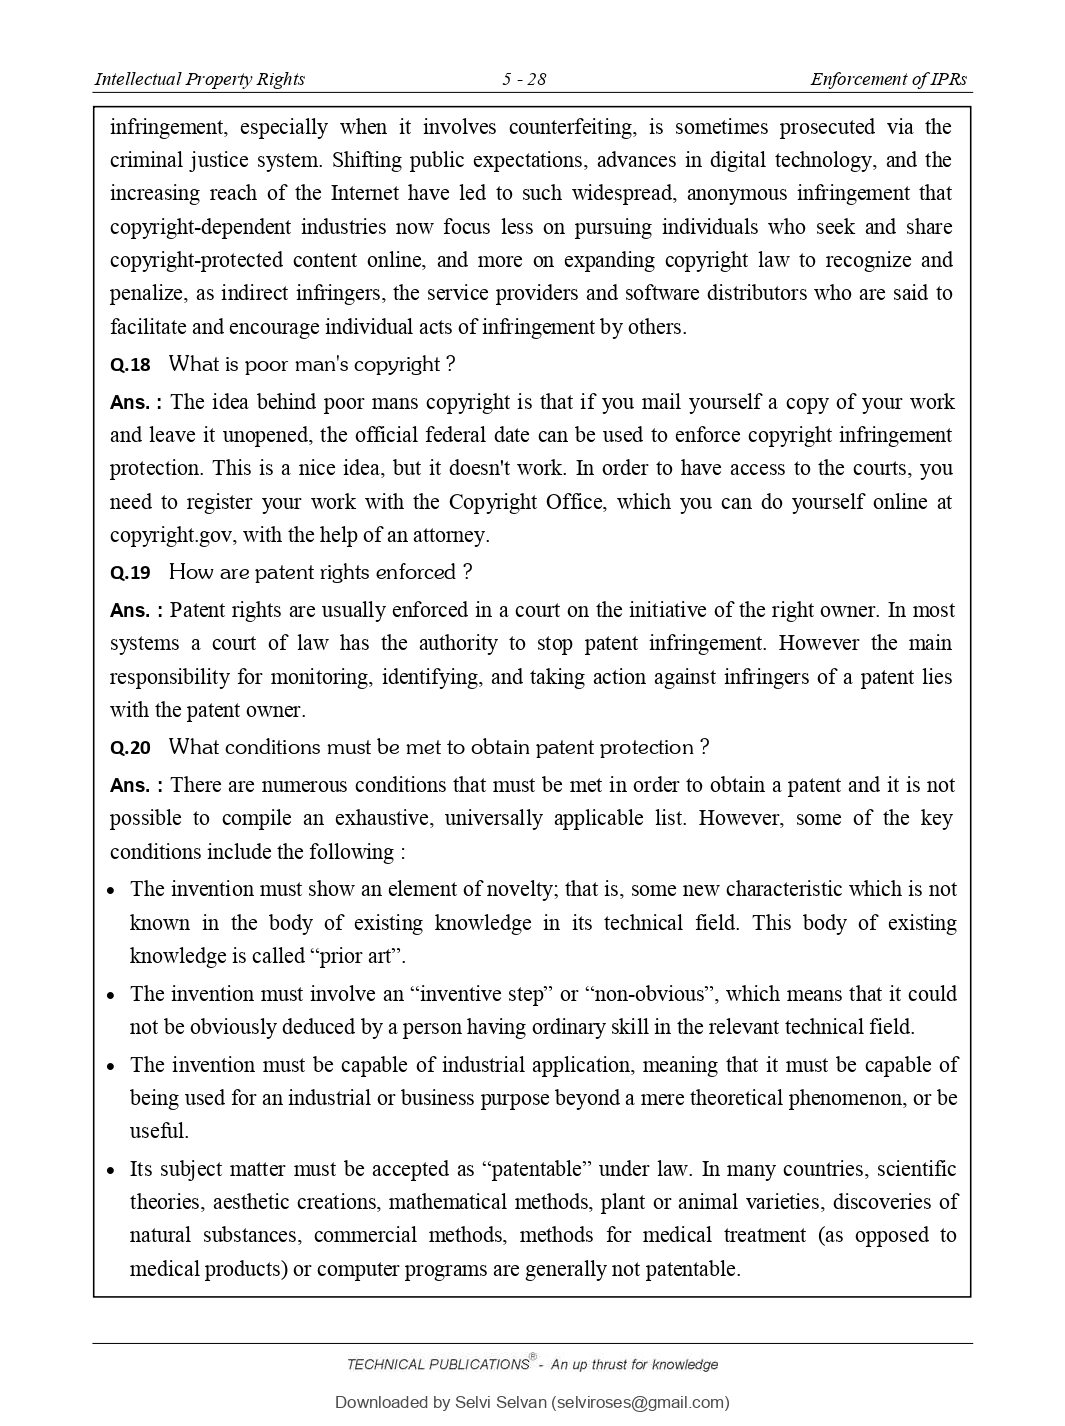 Intellectual Property Rights 5 - 28 Enforcement of IPRs
infringement, especially when it involves counterfeiting, is sometimes prosecuted via the
criminal justice system. Shifting public expectations, advances in digital technology, and the
increasing reach of the Internet have led to such widespread, anonymous infringement that
copyright-dependent industries now focus less on pursuing individuals who seek and share
copyright-protected content online, and more on expanding copyright law to recognize and
penalize, as indirect infringers, the service providers and software distributors who are said to
facilitate and encourage individual acts of infringement by others.
Q.18 What is poor man's copyright ?
Ans. : The idea behind poor mans copyright is that if you mail yourself a copy of your work
and leave it unopened, the official federal date can be used to enforce copyright infringement
protection. This is a nice idea, but it doesn't work. In order to have access to the courts, you
need to register your work with the Copyright Office, which you can do yourself online at
copyright.gov, with the help of an attorney.
Q.19 How are patent rights enforced ?
Ans. : Patent rights are usually enforced in a court on the initiative of the right owner. In most
systems a court of law has the authority to stop patent infringement. However the main
responsibility for monitoring, identifying, and taking action against infringers of a patent lies
with the patent owner.
Q.20 What conditions must be met to obtain patent protection ?
Ans. : There are numerous conditions that must be met in order to obtain a patent and it is not
possible to compile an exhaustive, universally applicable list. However, some of the key
conditions include the following :
• The invention must show an element of novelty; that is, some new characteristic which is not
known in the body of existing knowledge in its technical field. This body of existing
knowledge is called “prior art”.
• The invention must involve an “inventive step” or “non-obvious”, which means that it could
not be obviously deduced by a person having ordinary skill in the relevant technical field.
• The invention must be capable of industrial application, meaning that it must be capable of
being used for an industrial or business purpose beyond a mere theoretical phenomenon, or be
useful.
• Its subject matter must be accepted as “patentable” under law. In many countries, scientific
theories, aesthetic creations, mathematical methods, plant or animal varieties, discoveries of
natural substances, commercial methods, methods for medical treatment (as opposed to
medical products) or computer programs are generally not patentable.
TECHNICAL PUBLICATIONS® - An up thrust for knowledge
Downloaded by Selvi Selvan (selviroses@gmail.com)